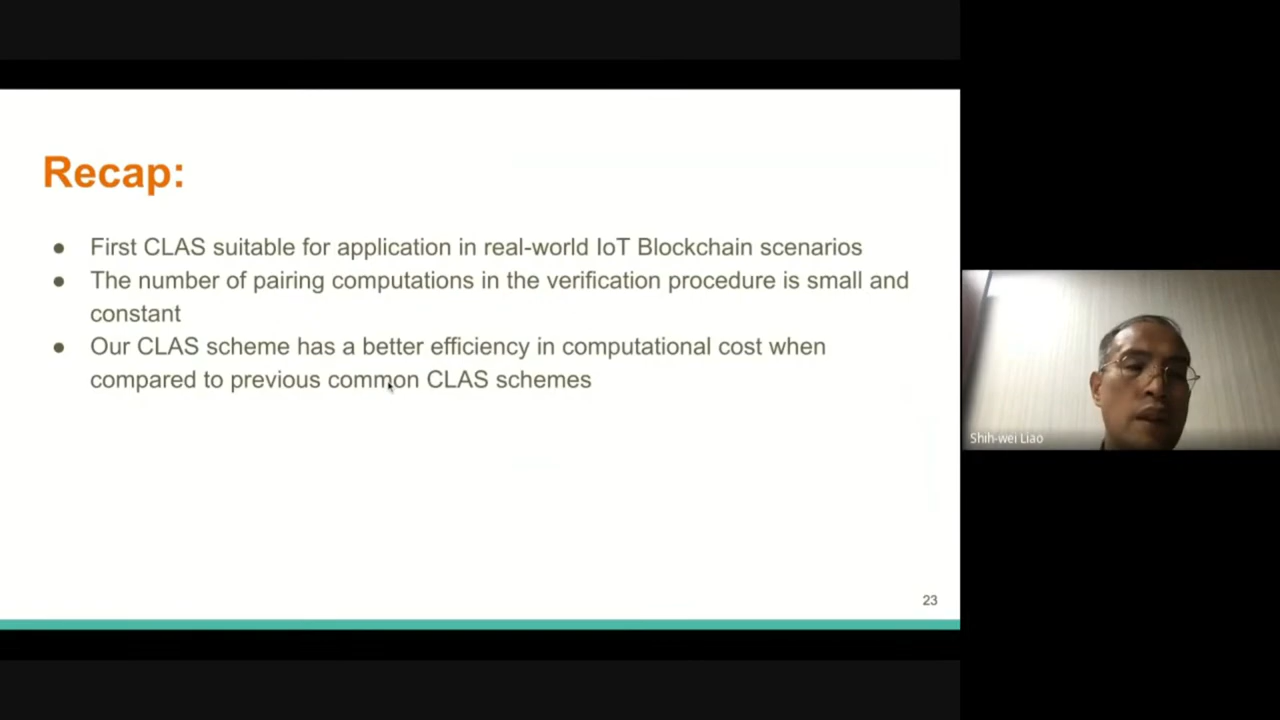 Recap:
● First CLAS suitable for application in real-world IoT Blockchain scenarios
● The number of pairing computations in the verification procedure is small and
constant
● Our CLAS scheme has a better efficiency in computational cost when
compared to previous common CLAS schemes
23
Shih-wei Liao